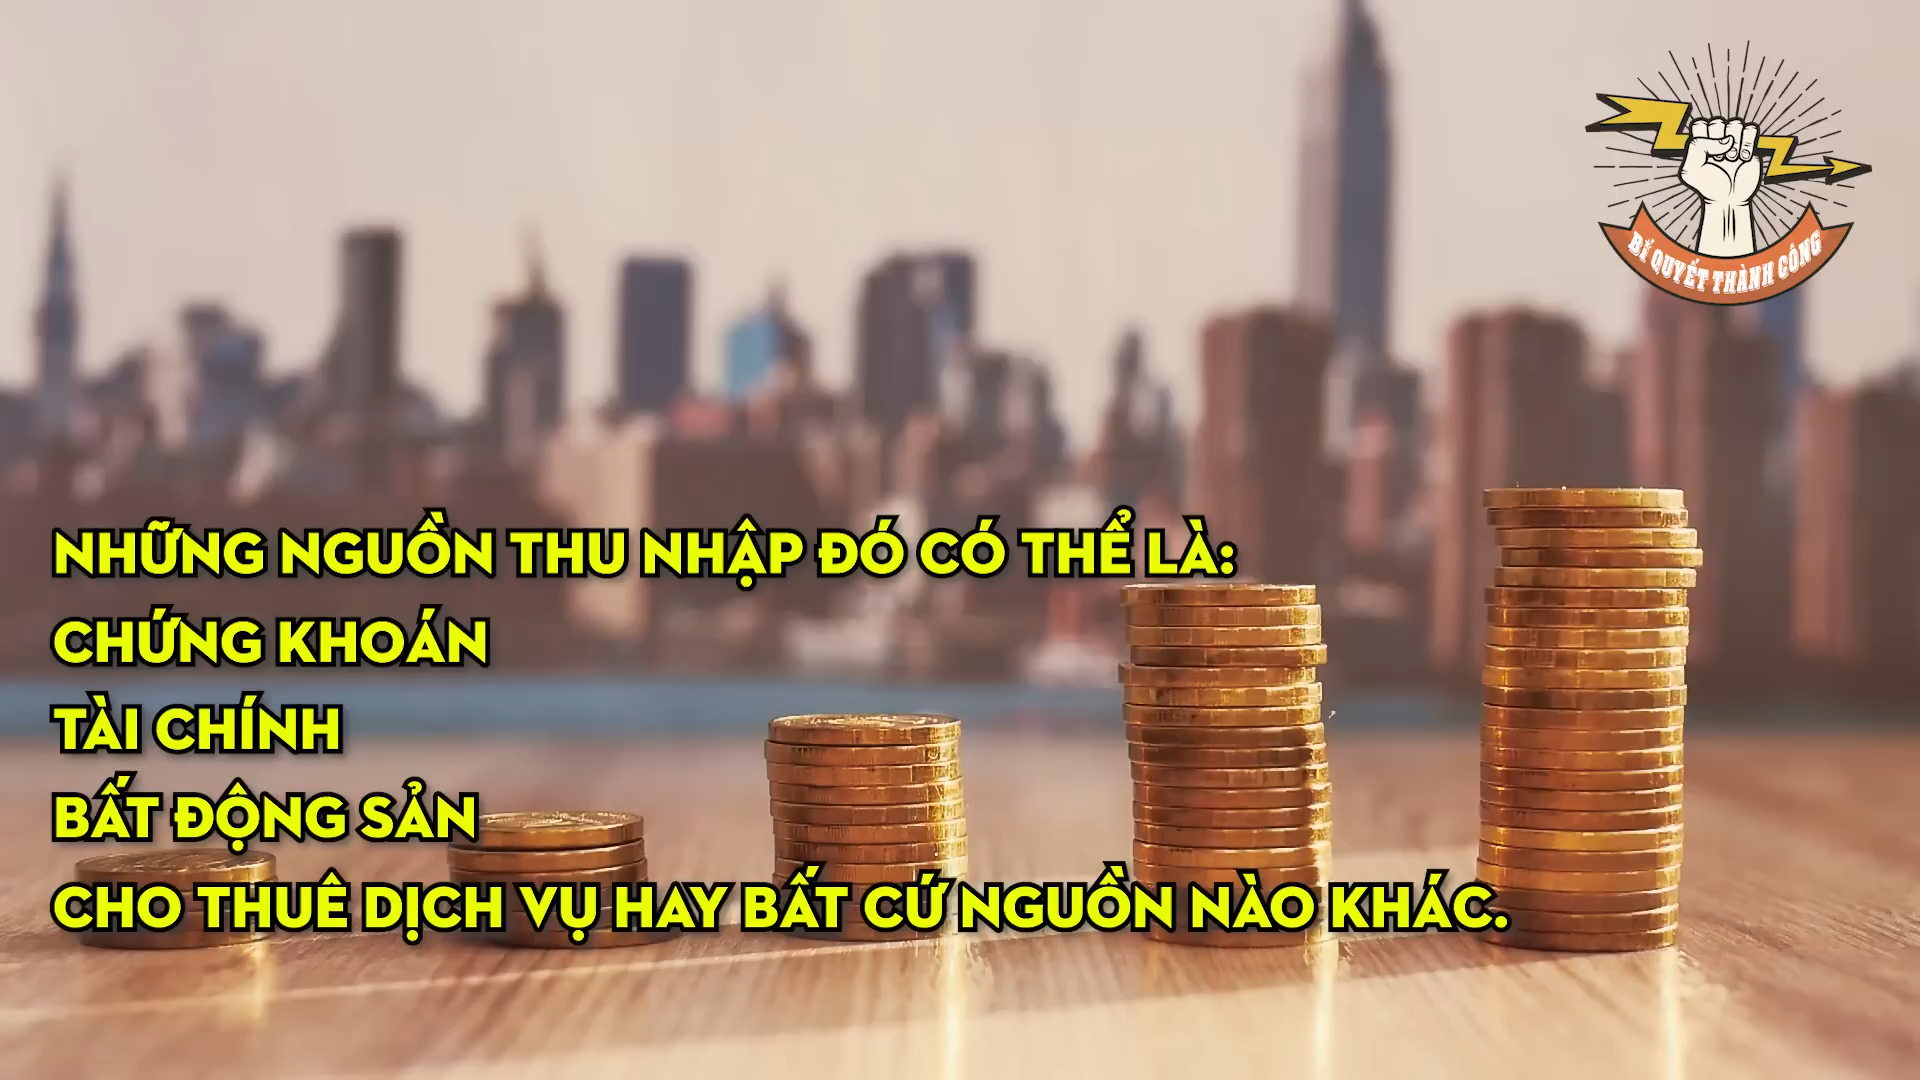 BÍ QUYẾT THÀNH CÔNG
NHỮNG NGUỒN THU NHẬP ĐÓ CÓ THỂ LÀ:
CHỨNG KHOÁN
TÀI CHÍNH
BẤT ĐỘNG SẢN
CHO THUÊ DỊCH VỤ HAY BẤT CỨ NGUỒN NÀO KHÁC.